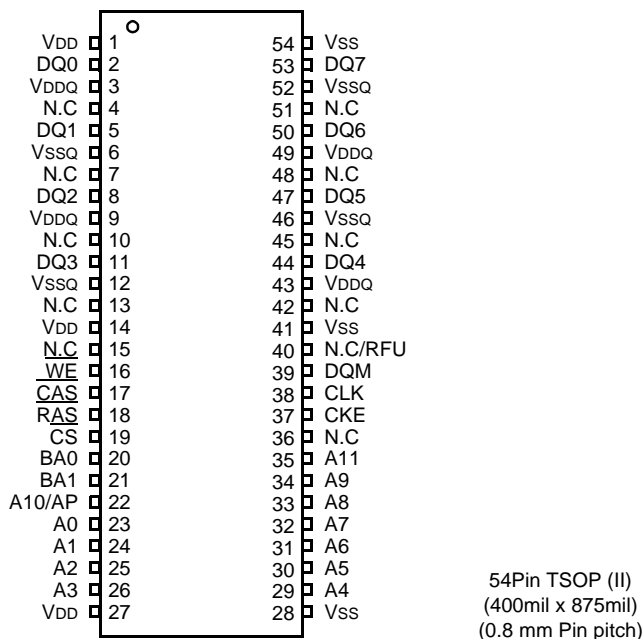 VDD 1 54 VSS
DQ0 2 53 DQ7
VDDQ 3 52 VSSQ
N.C 4 51 N.C
DQ1 5 50 DQ6
VSSQ 6 49 VDDQ
N.C 7 48 N.C
DQ2 8 47 DQ5
VDDQ 9 46 VSSQ
N.C 10 45 N.C
DQ3 11 44 DQ4
VSSQ 12 43 VDDQ
N.C 13 42 N.C
VDD 14 41 VSS
N.C 15 40 N.C/RFU
WE 16 39 DQM
CAS 17 38 CLK
RAS 18 37 CKE
CS 19 36 N.C
BA0 20 35 A11
BA1 21 34 A9
A10/AP 22 33 A8
A0 23 32 A7
A1 24 31 A6
A2 25 30 A5
A3 26 29 A4
VDD 27 28 VSS
54Pin TSOP (II)
(400mil x 875mil)
(0.8 mm Pin pitch)